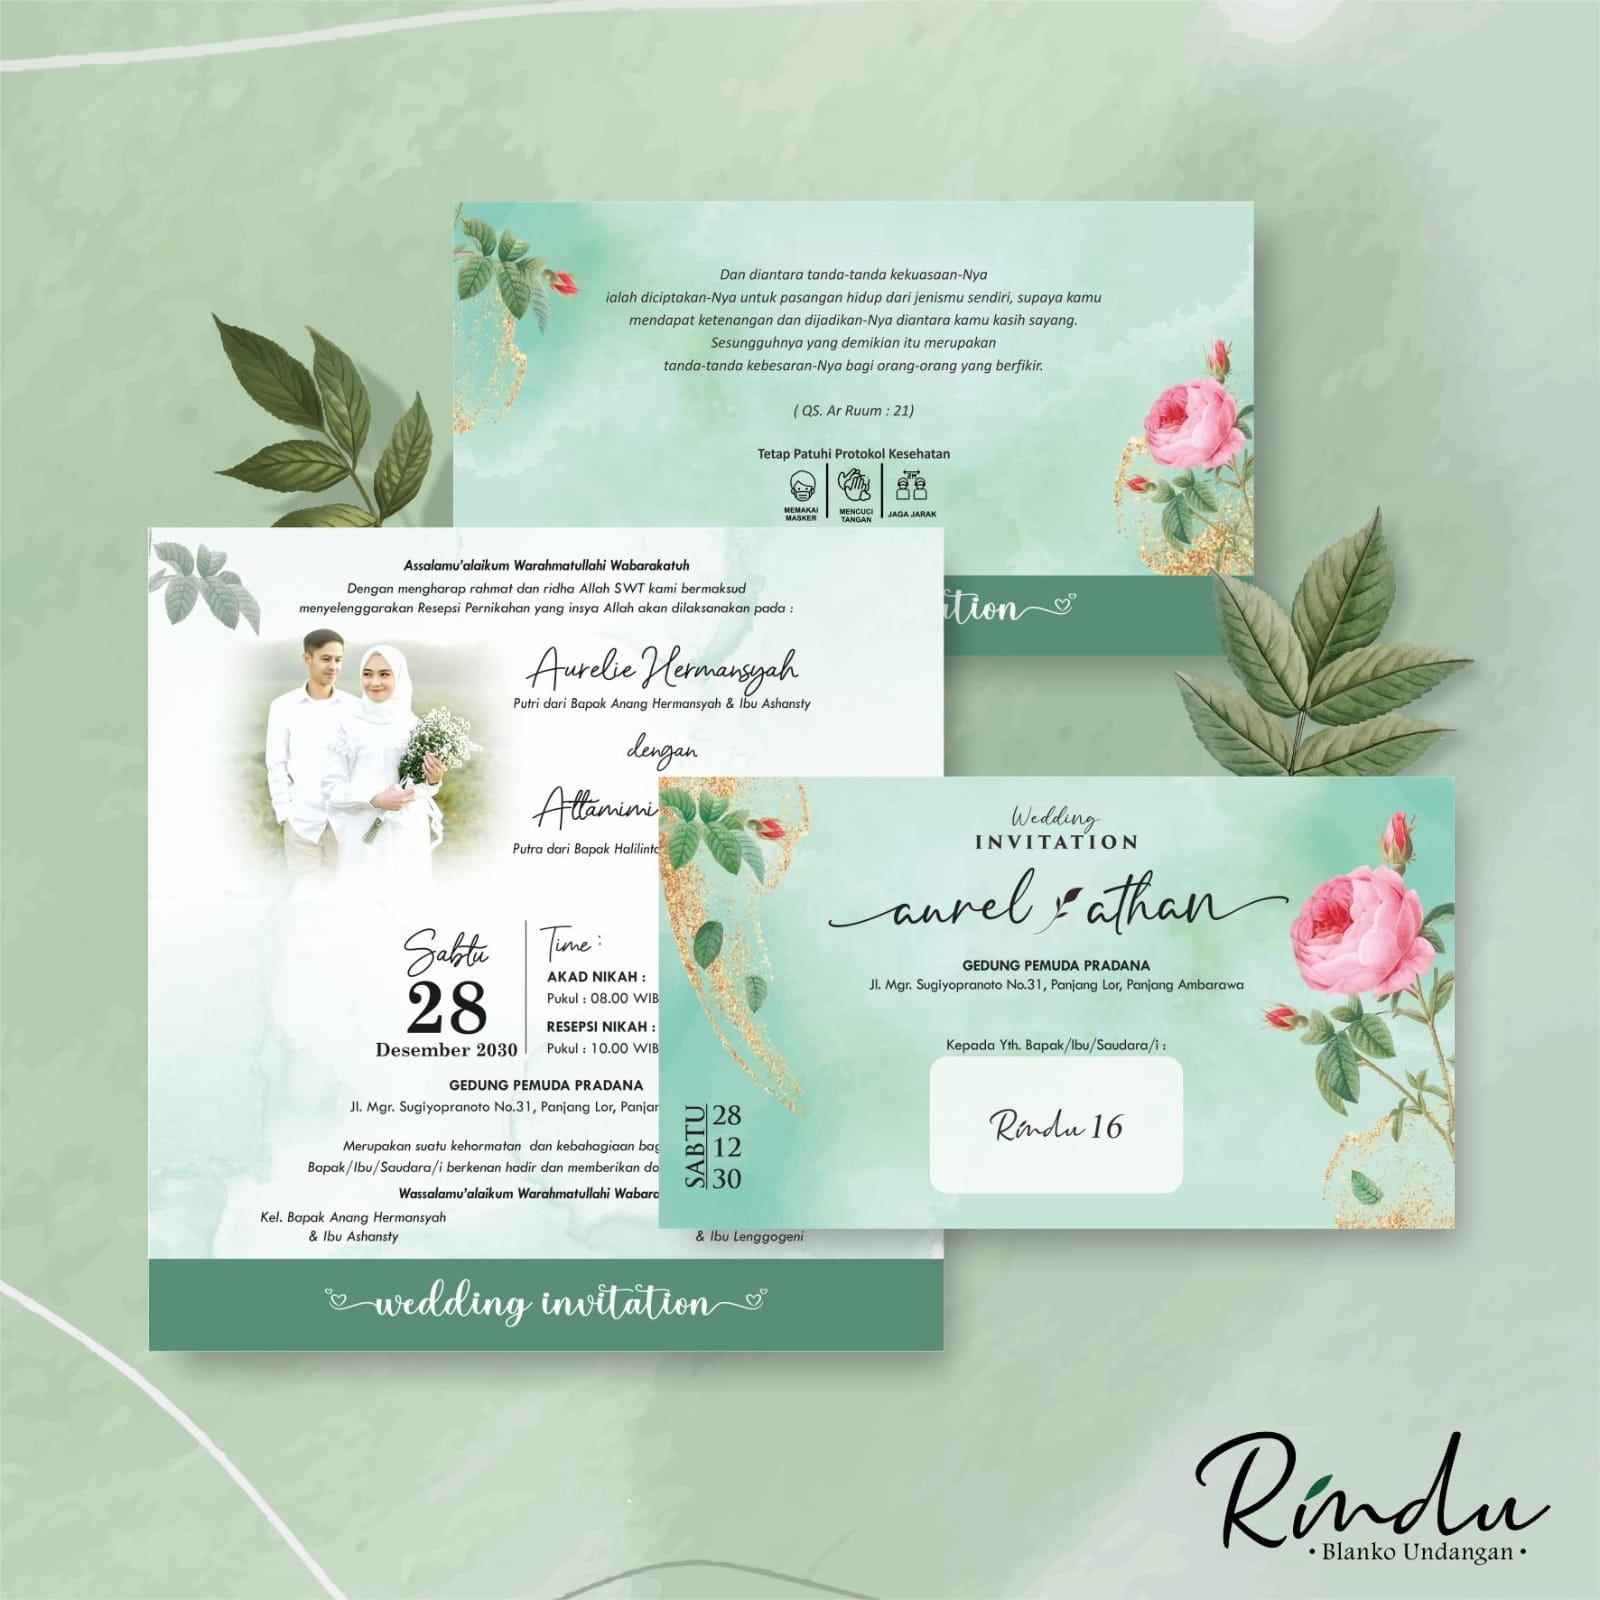 Dan diantara tanda-tanda kekuasaan-Nya
ialah diciptakan-Nya untuk pasangan hidup dari jenismu sendiri, supaya kamu
mendapat ketenangan dan dijadikan-Nya diantara kamu kasih sayang.
Sesungguhnya yang demikian itu merupakan
tanda-tanda kebesaran-Nya bagi orang-orang yang berfikir.
( QS. Ar Ruum : 21)
Tetap Patuhi Protokol Kesehatan
2M
MEMAKAI
MASKER
MENCUCI
TANGAN
JAGA JARAK
Assalamu'alaikum Warahmatullahi Wabarakatuh
Dengan mengharap rahmat dan ridha Allah SWT kami bermaksud
menyelenggarakan Resepsi Pernikahan yang insya Allah akan dilaksanakan pada :
Aurelie Hermansyah
Putri dari Bapak Anang Hermansyah & Ibu Ashansty
dengan
Attamimi
Putra dari Bapak
Sabtu
28
Desember 2030
Time :
AKAD NIKAH :
Pukul : 08.00 WIB
RESEPSI NIKAH :
Pukul : 10.00 WIB
GEDUNG PEMUDA PRADANA
Jl. Mgr. Sugiyopranoto No.31, Panjang Lor,
Merupakan suatu kehormatan dan kebahagiaan
Bapak/Ibu/Saudara/i berkenan hadir dan memberikan
Wassalamu'alaikum Warahmatullahi
Kel. Bapak Anang Hermansyah
& Ibu Ashansty
& Ibu Lenggogeni
wedding invitation
Wedding
INVITATION
aurel athan
GEDUNG PEMUDA PRADANA
Jl. Mgr. Sugiyopranoto No.31, Panjang Lor, Panjang Ambarawa
Kepada Yth. Bapak/Ibu/Saudara/i :
Rindu 16
SABTU
28
12
30
Rindu
• Blanko Undangan •